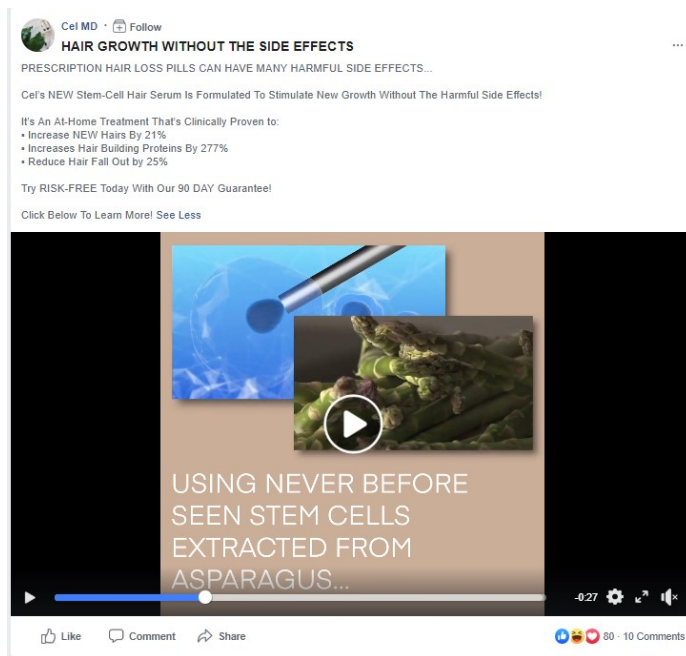 Cel MD · Follow
HAIR GROWTH WITHOUT THE SIDE EFFECTS
PRESCRIPTION HAIR LOSS PILLS CAN HAVE MANY HARMFUL SIDE EFFECTS...
Cel's NEW Stem-Cell Hair Serum Is Formulated To Stimulate New Growth Without The Harmful Side Effects!
It's An At-Home Treatment That's Clinically Proven to:
• Increase NEW Hairs By 21%
• Increases Hair Building Proteins By 277%
• Reduce Hair Fall Out by 25%
Try RISK-FREE Today With Our 90 DAY Guarantee!
Click Below To Learn More! See Less
USING NEVER BEFORE
SEEN STEM CELLS
EXTRACTED FROM
ASPARAGUS...
-0:27
Like Comment Share 80 · 10 Comments